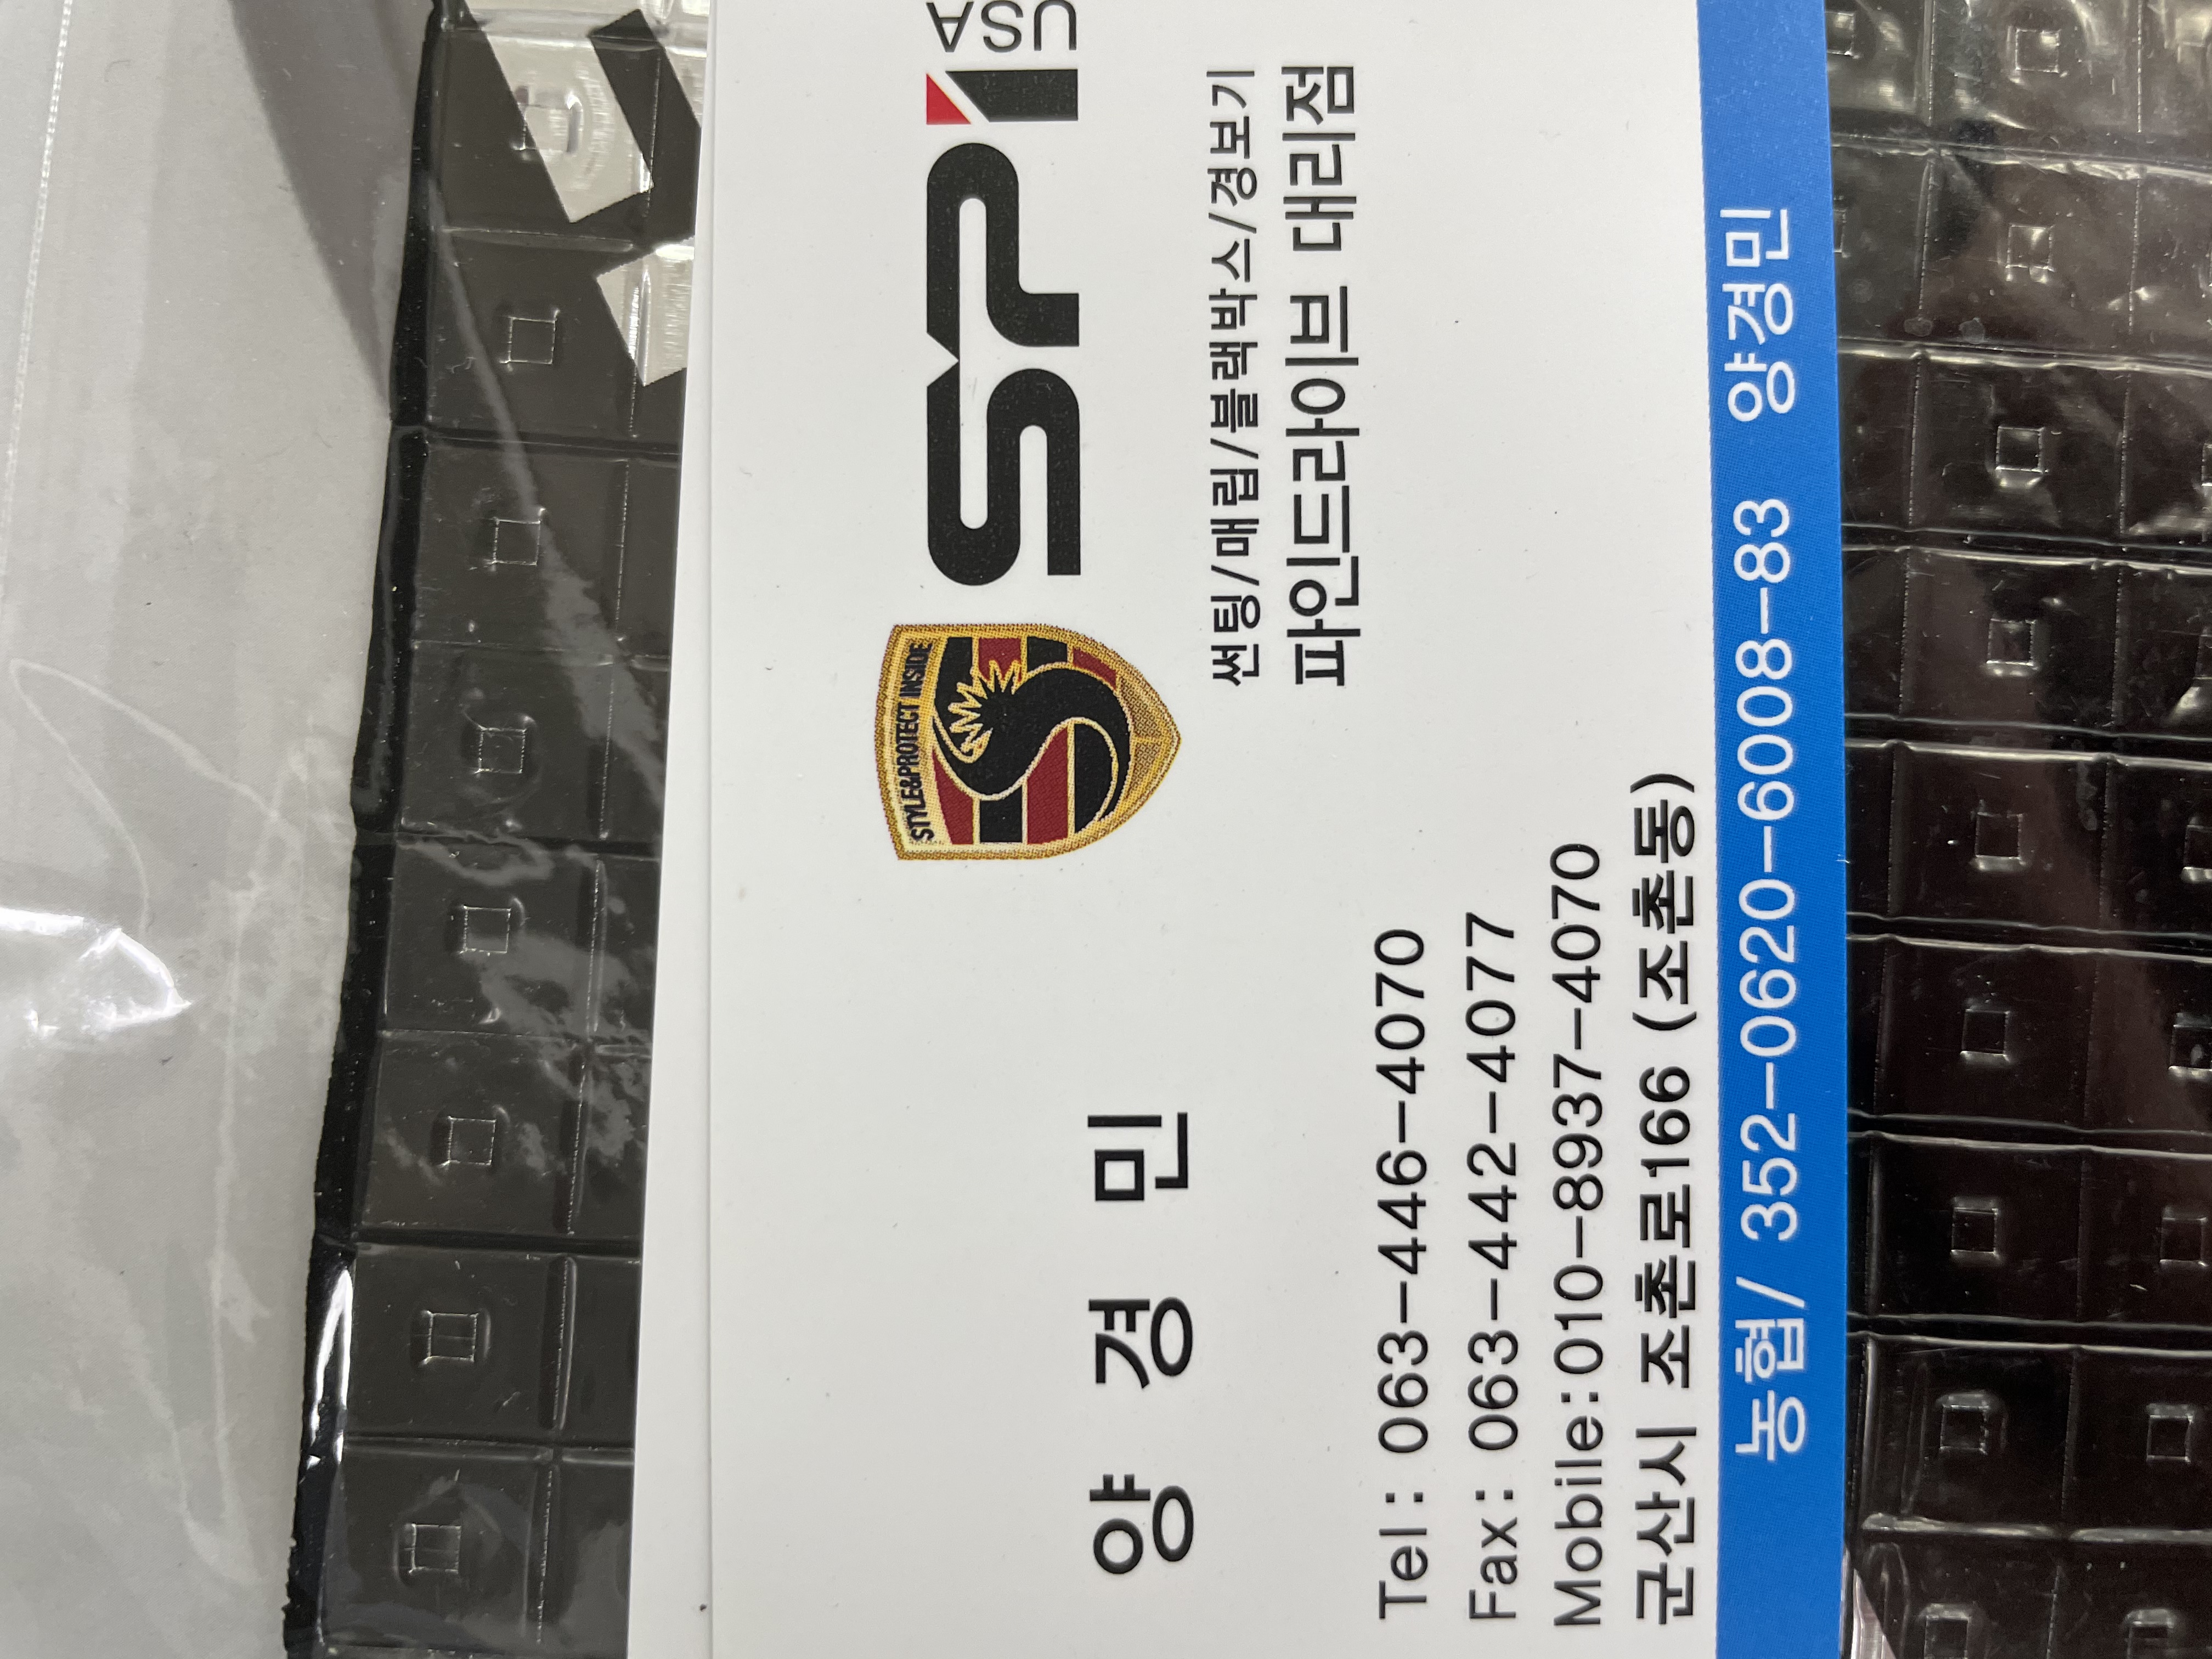 STYLE&PROTECT INSIDE
SPI USA
썬팅/매립/블랙박스/경보기
파인드라이브 대리점
양 경 민
Tel: 063-446-4070
Fax: 063-442-4077
Mobile:010-8937-4070
군산시 조촌로166 (조촌동)
농협/ 352-0620-6008-83 양경민